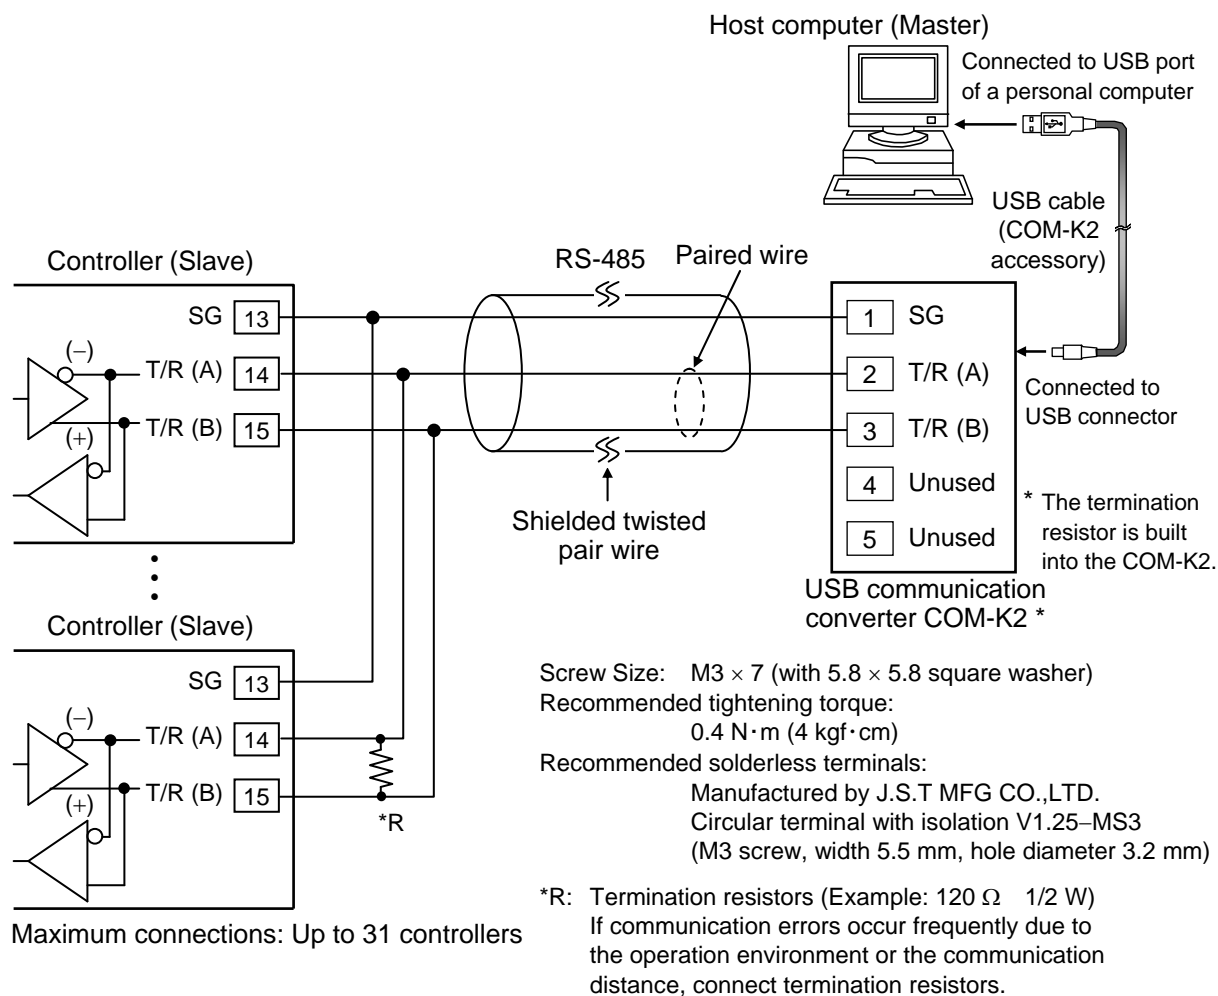 Host computer (Master)
Connected to USB port
of a personal computer
USB cable
(COM-K2
accessory)
Controller (Slave)
RS-485
Paired wire
SG 13
1 SG
(−)
T/R (A) 14
2 T/R (A)
Connected to
USB connector
T/R (B) 15
(+)
3 T/R (B)
4 Unused
5 Unused
* The termination
resistor is built
into the COM-K2.
Shielded twisted
pair wire
USB communication
converter COM-K2 *
Controller (Slave)
SG 13
(−)
T/R (A) 14
T/R (B) 15
(+)
*R
Maximum connections: Up to 31 controllers
Screw Size: M3 × 7 (with 5.8 × 5.8 square washer)
Recommended tightening torque:
0.4 N・m (4 kgf・cm)
Recommended solderless terminals:
Manufactured by J.S.T MFG CO.,LTD.
Circular terminal with isolation V1.25−MS3
(M3 screw, width 5.5 mm, hole diameter 3.2 mm)
*R: Termination resistors (Example: 120 Ω 1/2 W)
If communication errors occur frequently due to
the operation environment or the communication
distance, connect termination resistors.